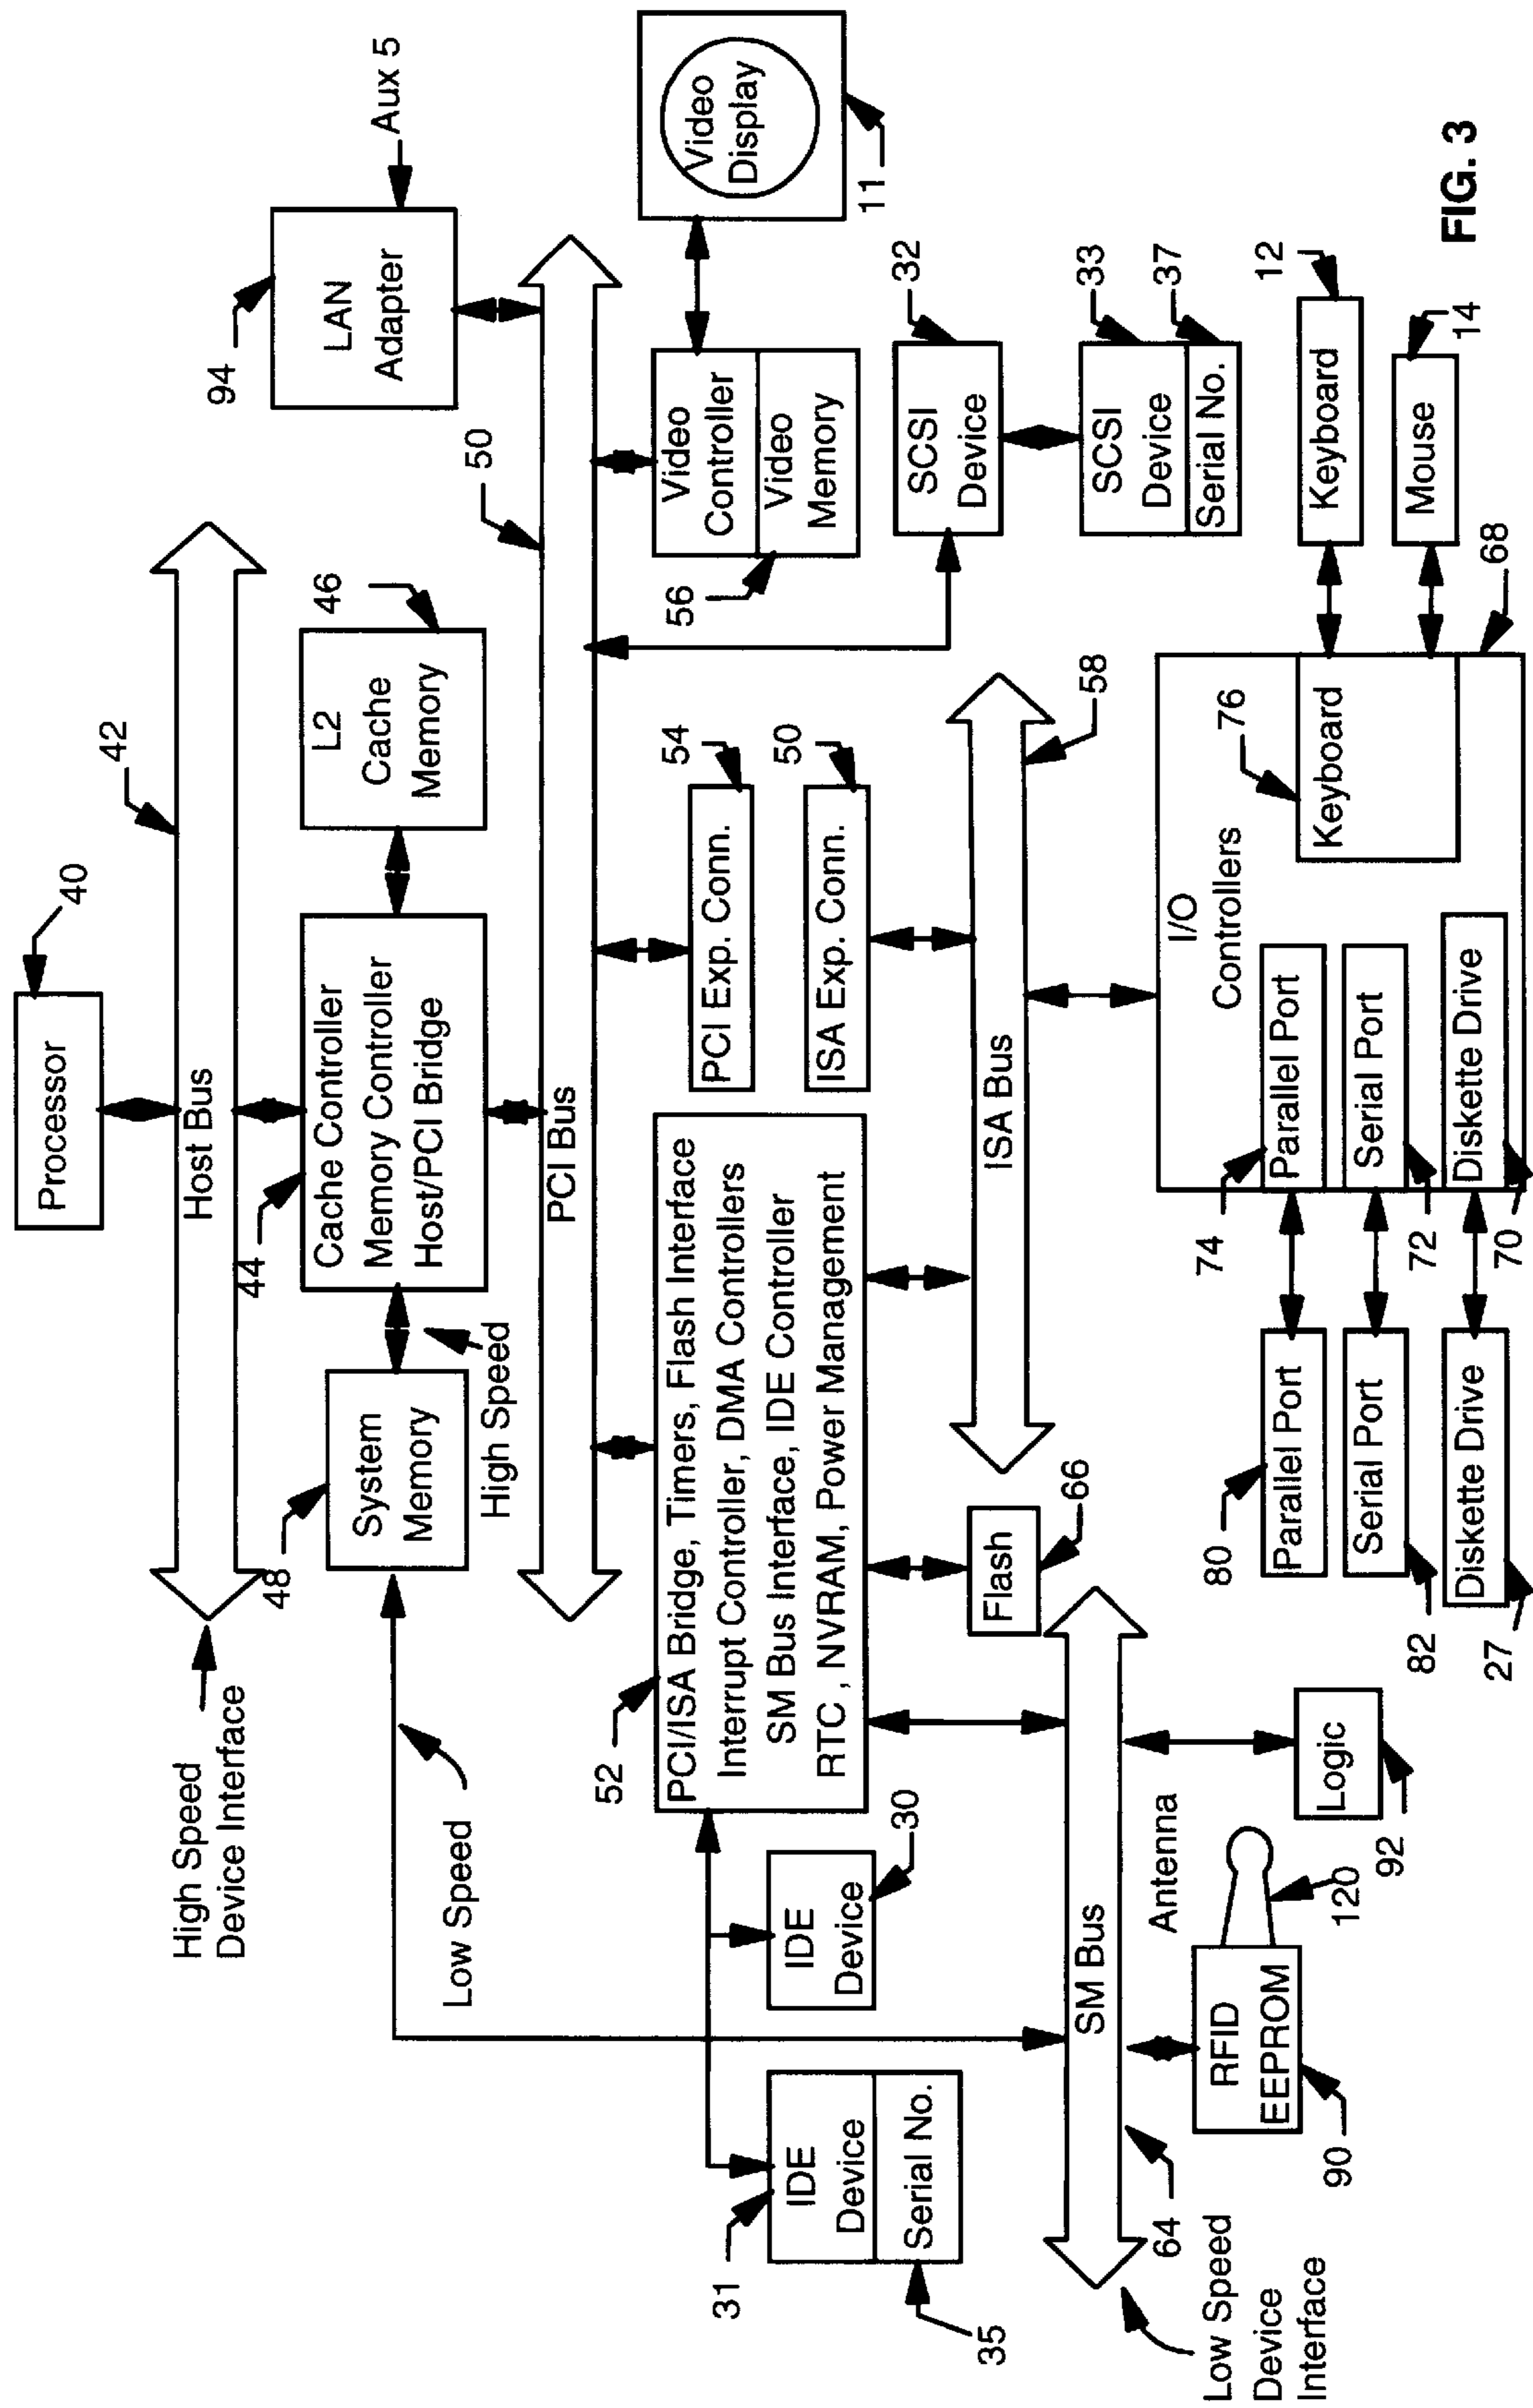 Processor
40
42
Host Bus
High Speed
Device Interface
44
Cache Controller
Memory Controller
Host/PCI Bridge
L2
Cache
Memory
46
48
System
Memory
High Speed
Low Speed
94
LAN
Adapter
Aux 5
50
PCI Bus
52
PCI/ISA Bridge, Timers, Flash Interface
Interrupt Controller, DMA Controllers
SM Bus Interface, IDE Controller
RTC , NVRAM, Power Management
PCI Exp. Conn.
54
ISA Exp. Conn.
50
56
Video
Controller
Video
Memory
Video
Display
11
31
IDE
Device
Serial No.
35
IDE
Device
30
SCSI
Device
32
SCSI
Device
Serial No.
33
37
Flash
66
ISA Bus
58
SM Bus
64
Low Speed
Device
Interface
RFID
EEPROM
90
Antenna
120
Logic
92
I/O
Controllers
74
Parallel Port
Serial Port
72
Diskette Drive
70
76
Keyboard
68
Keyboard
12
Mouse
14
80
Parallel Port
Serial Port
82
Diskette Drive
27
FIG. 3